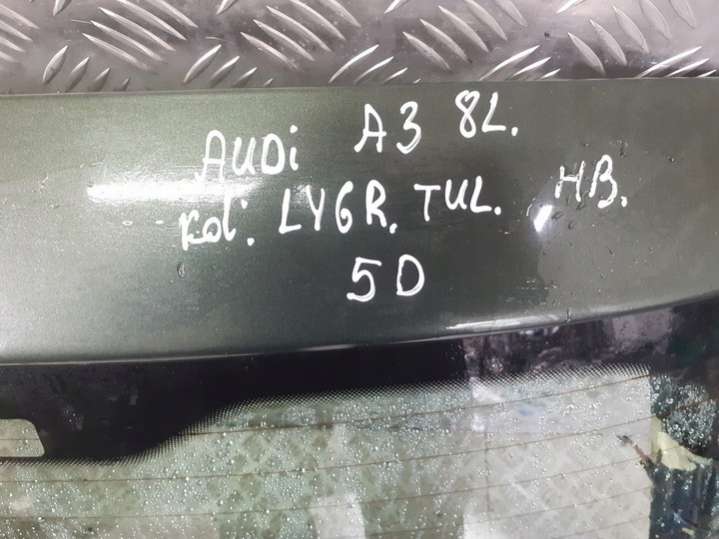 AUDi A3 8L.
Kol: LY6R. TUL. HB.
5D